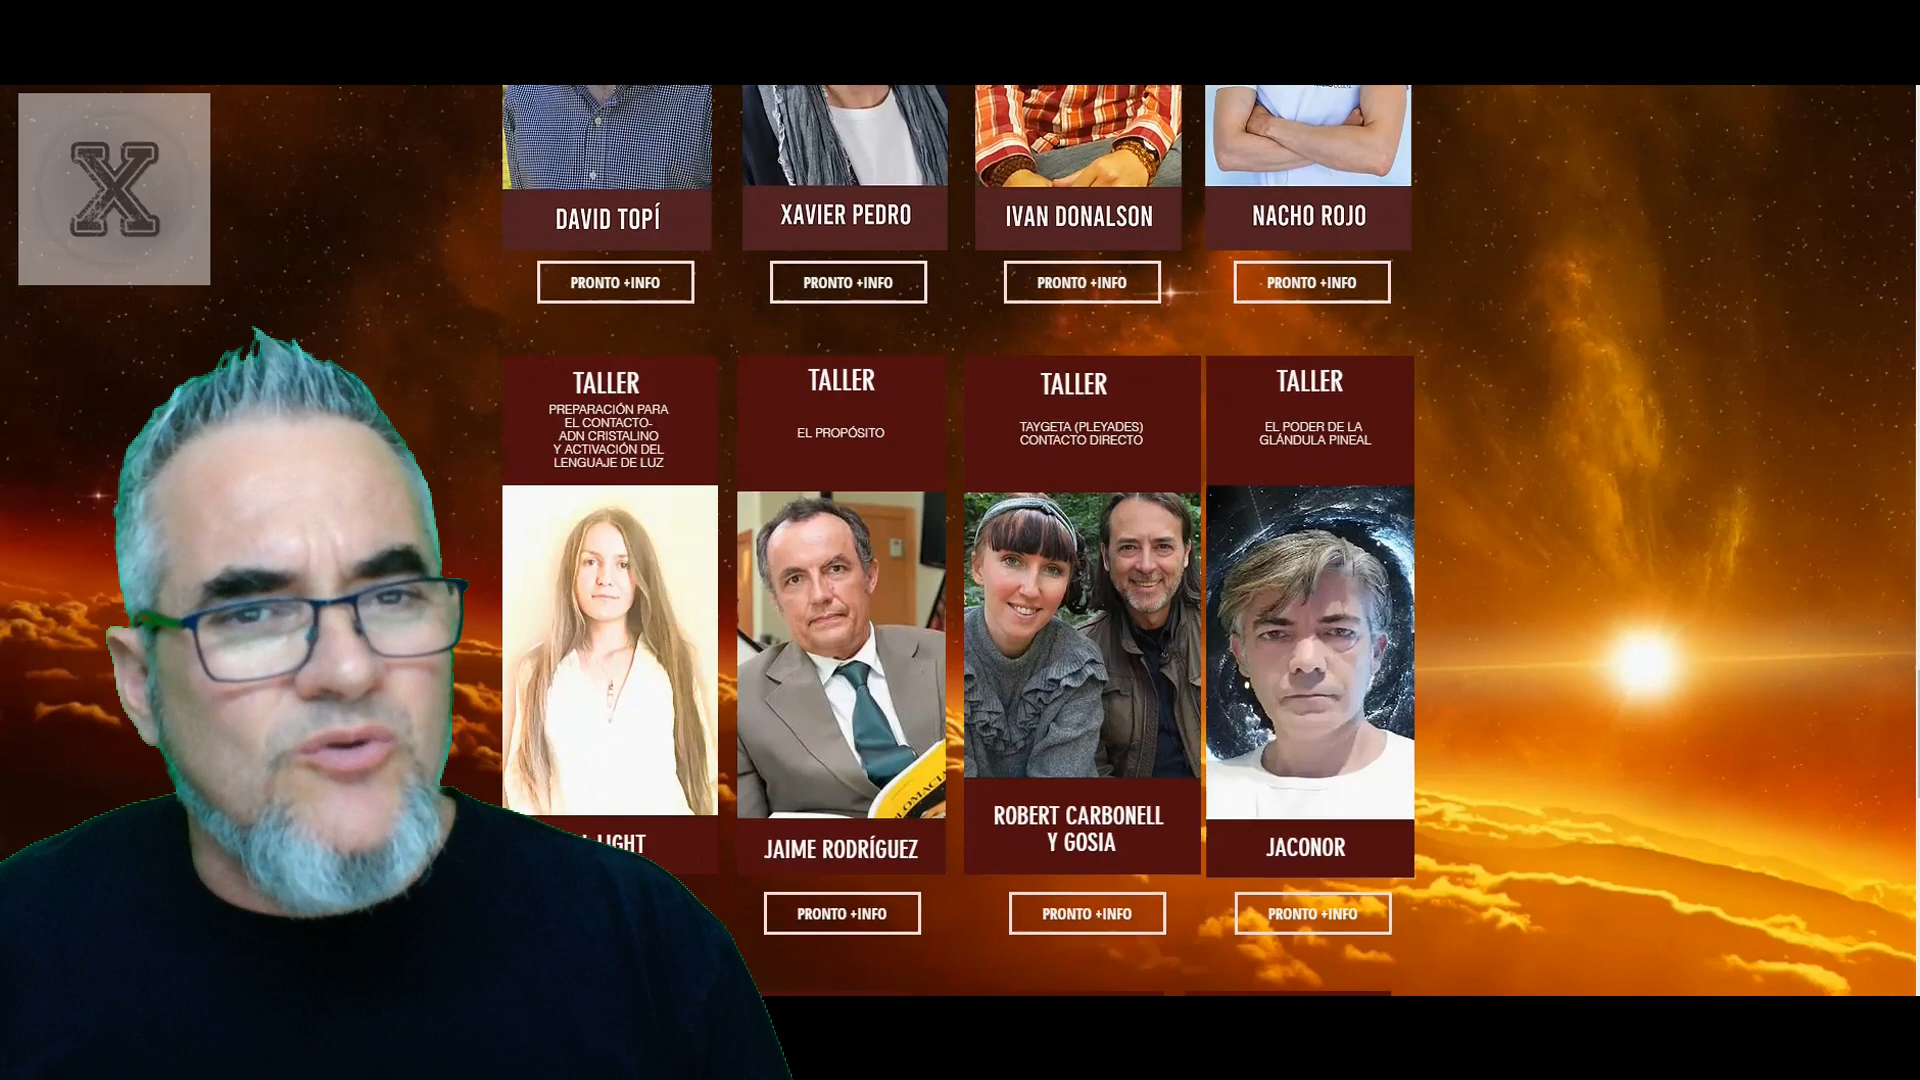 X
DAVID TOPÍ
XAVIER PEDRO
IVAN DONALSON
NACHO ROJO
PRONTO +INFO
PRONTO +INFO
PRONTO +INFO
PRONTO +INFO
TALLER
PREPARACIÓN PARA
EL CONTACTO-
ADN CRISTALINO
Y ACTIVACIÓN DEL
LENGUAJE DE LUZ
TALLER
EL PROPÓSITO
TALLER
TAYGETA (PLEYADES)
CONTACTO DIRECTO
TALLER
EL PODER DE LA
GLÁNDULA PINEAL
LIGHT
JAIME RODRÍGUEZ
ROBERT CARBONELL
Y GOSIA
JACONOR
PRONTO +INFO
PRONTO +INFO
PRONTO +INFO